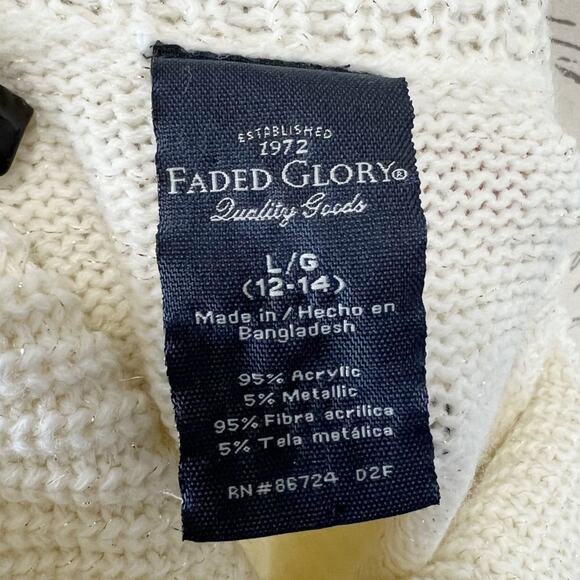 ESTABLISHED
1972
FADED GLORY®
Quality Goods
L/G
(12-14)
Made in / Hecho en
Bangladesh
95% Acrylic
5% Metallic
95% Fibra acrilica
5% Tela metálica
RN#86724 D2F